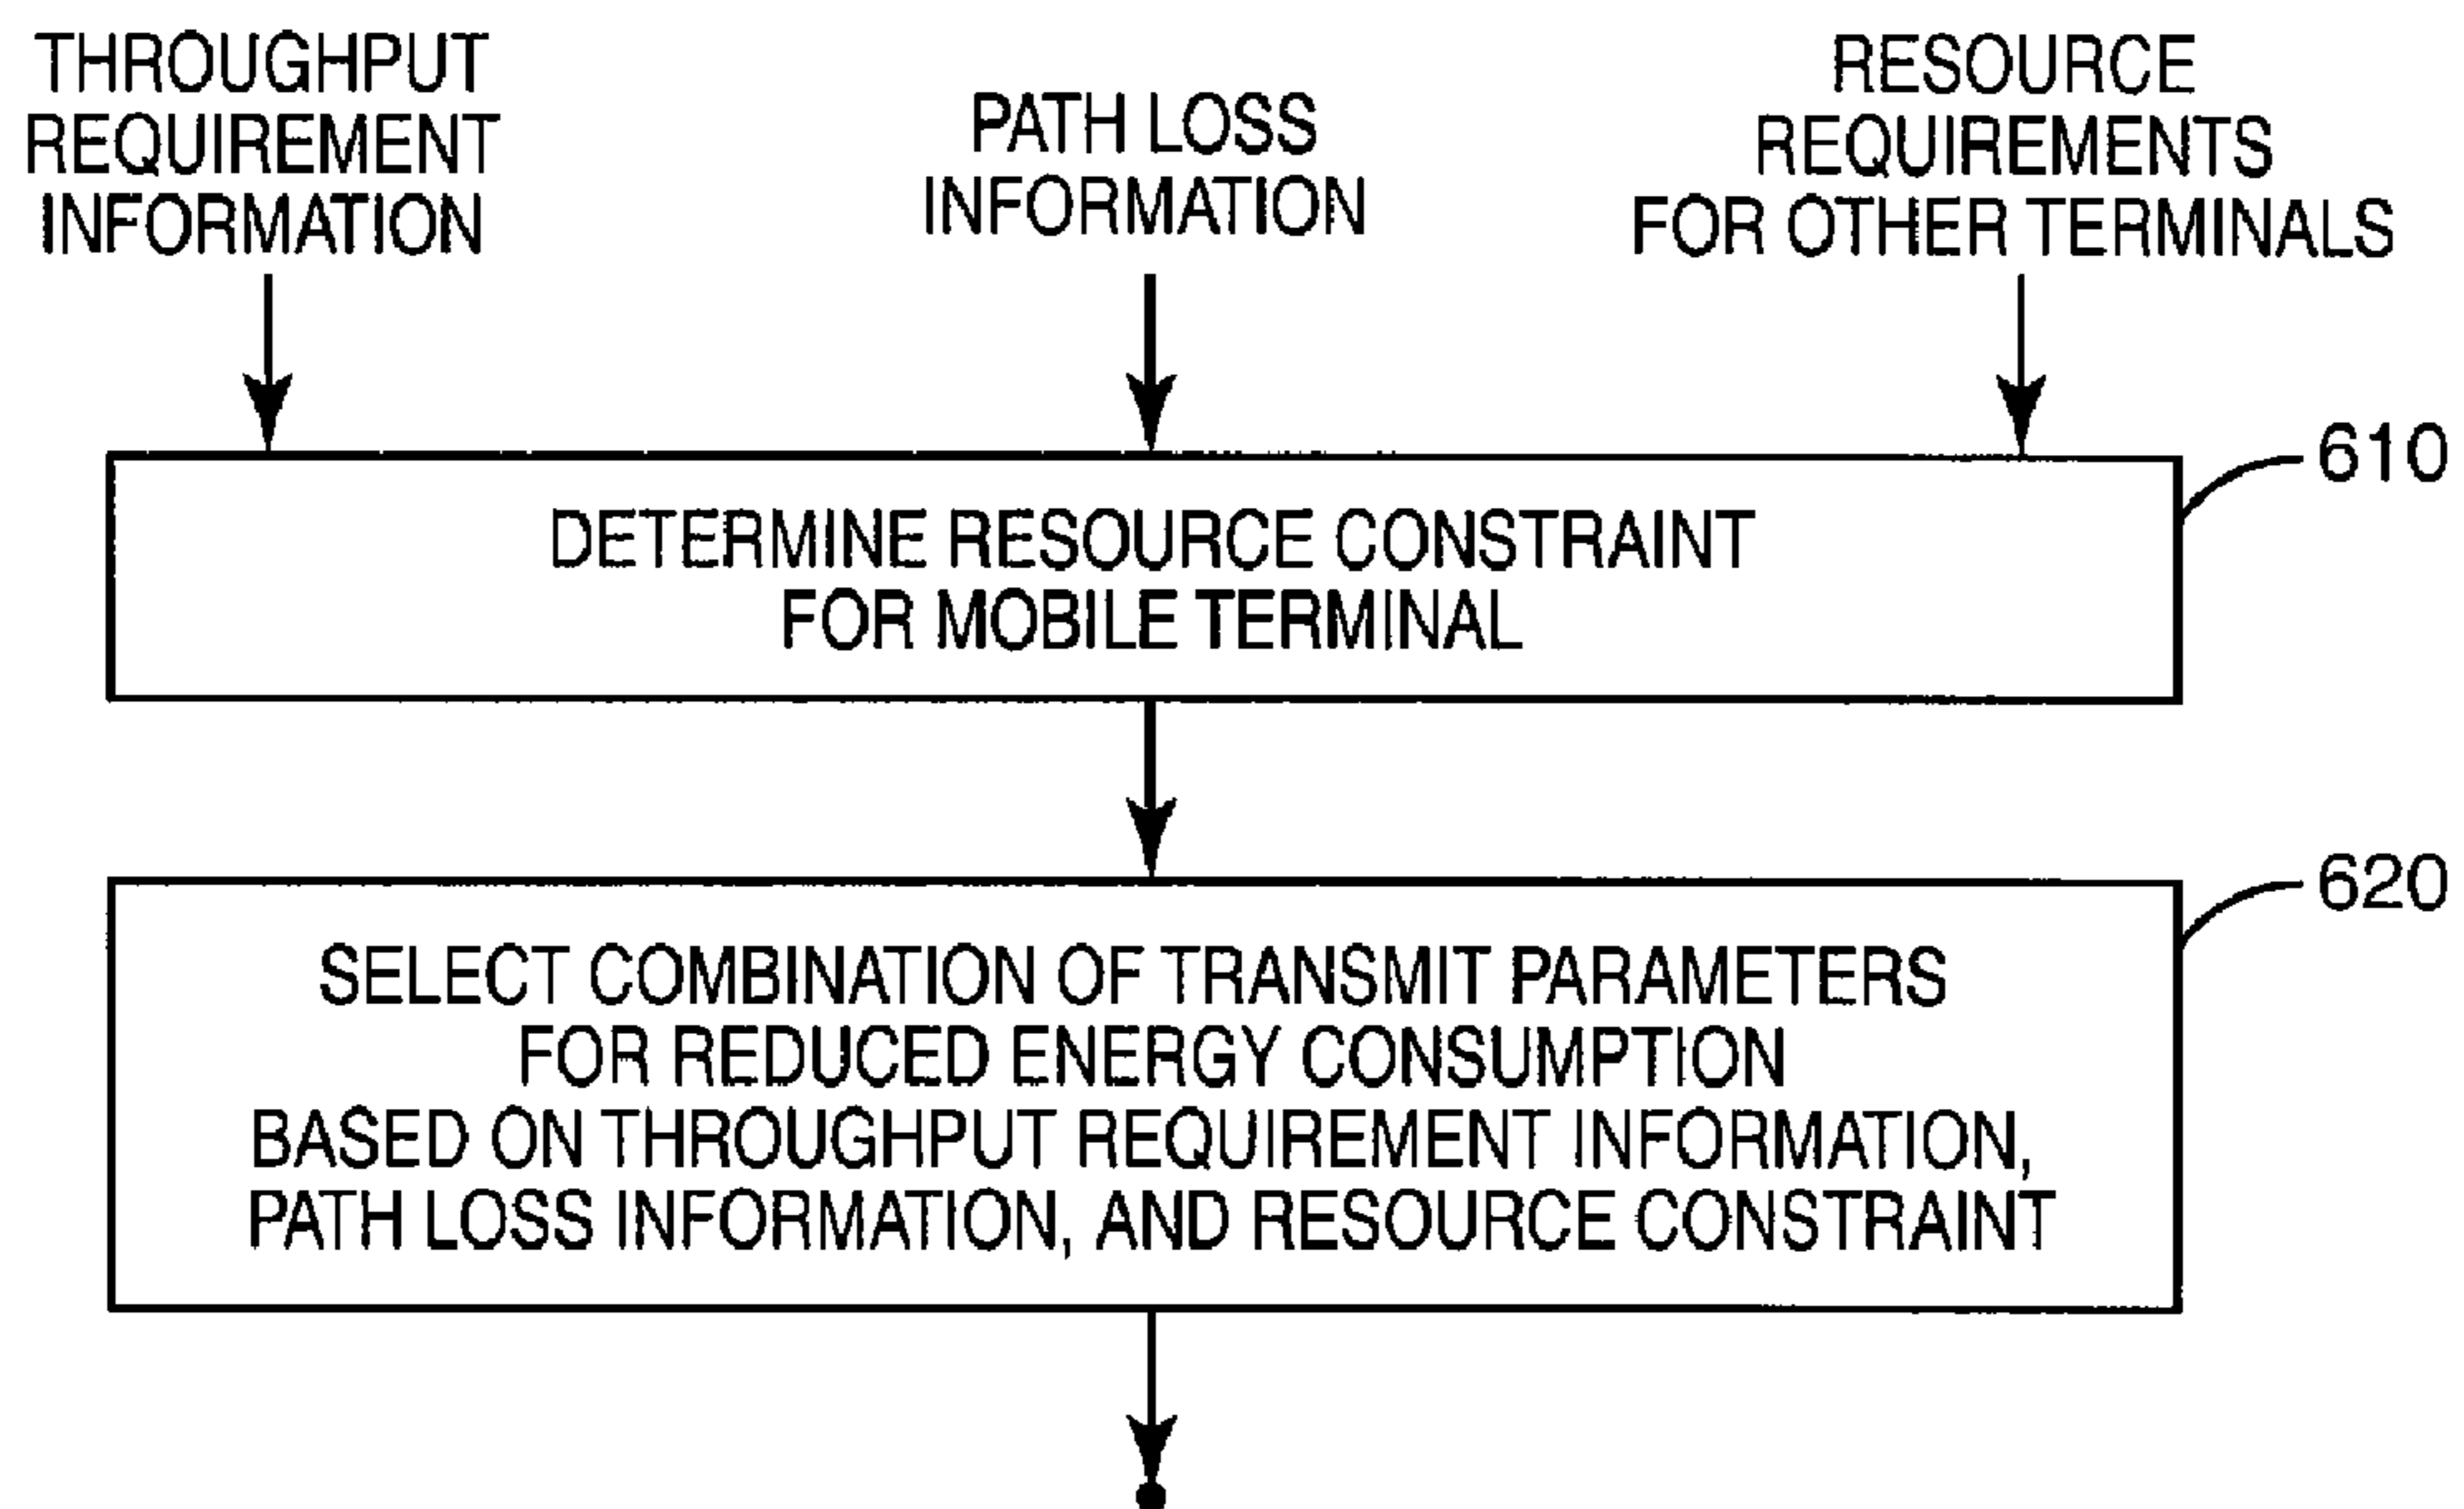 THROUGHPUT
REQUIREMENT
INFORMATION
PATH LOSS
INFORMATION
RESOURCE
REQUIREMENTS
FOR OTHER TERMINALS
610
DETERMINE RESOURCE CONSTRAINT
FOR MOBILE TERMINAL
620
SELECT COMBINATION OF TRANSMIT PARAMETERS
FOR REDUCED ENERGY CONSUMPTION
BASED ON THROUGHPUT REQUIREMENT INFORMATION,
PATH LOSS INFORMATION, AND RESOURCE CONSTRAINT